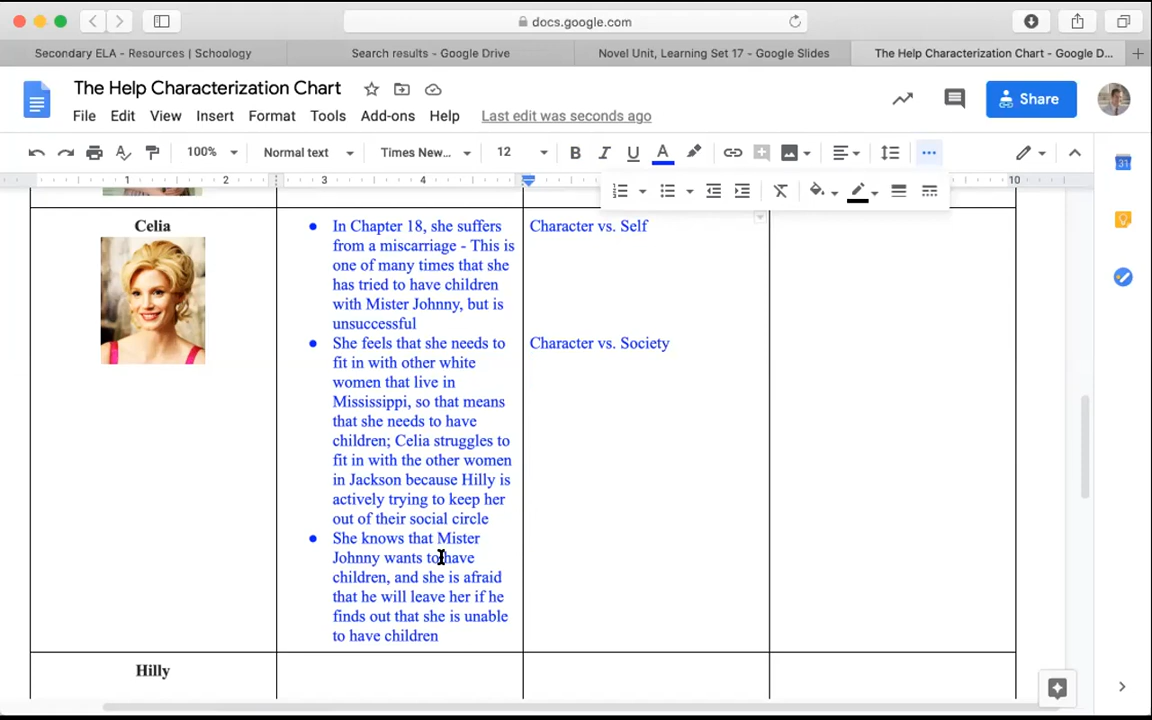 docs.google.com
Secondary ELA - Resources | Schoology
Search results - Google Drive
Novel Unit, Learning Set 17 - Google Slides
The Help Characterization Chart - Google D...
The Help Characterization Chart
File Edit View Insert Format Tools Add-ons Help Last edit was seconds ago
Share
100% Normal text Times New... 12
1 2 3 4 10
31
Celia
In Chapter 18, she suffers
from a miscarriage - This is
one of many times that she
has tried to have children
with Mister Johnny, but is
unsuccessful
She feels that she needs to
fit in with other white
women that live in
Mississippi, so that means
that she needs to have
children; Celia struggles to
fit in with the other women
in Jackson because Hilly is
actively trying to keep her
out of their social circle
She knows that Mister
Johnny wants to have
children, and she is afraid
that he will leave her if he
finds out that she is unable
to have children
Character vs. Self
Character vs. Society
Hilly